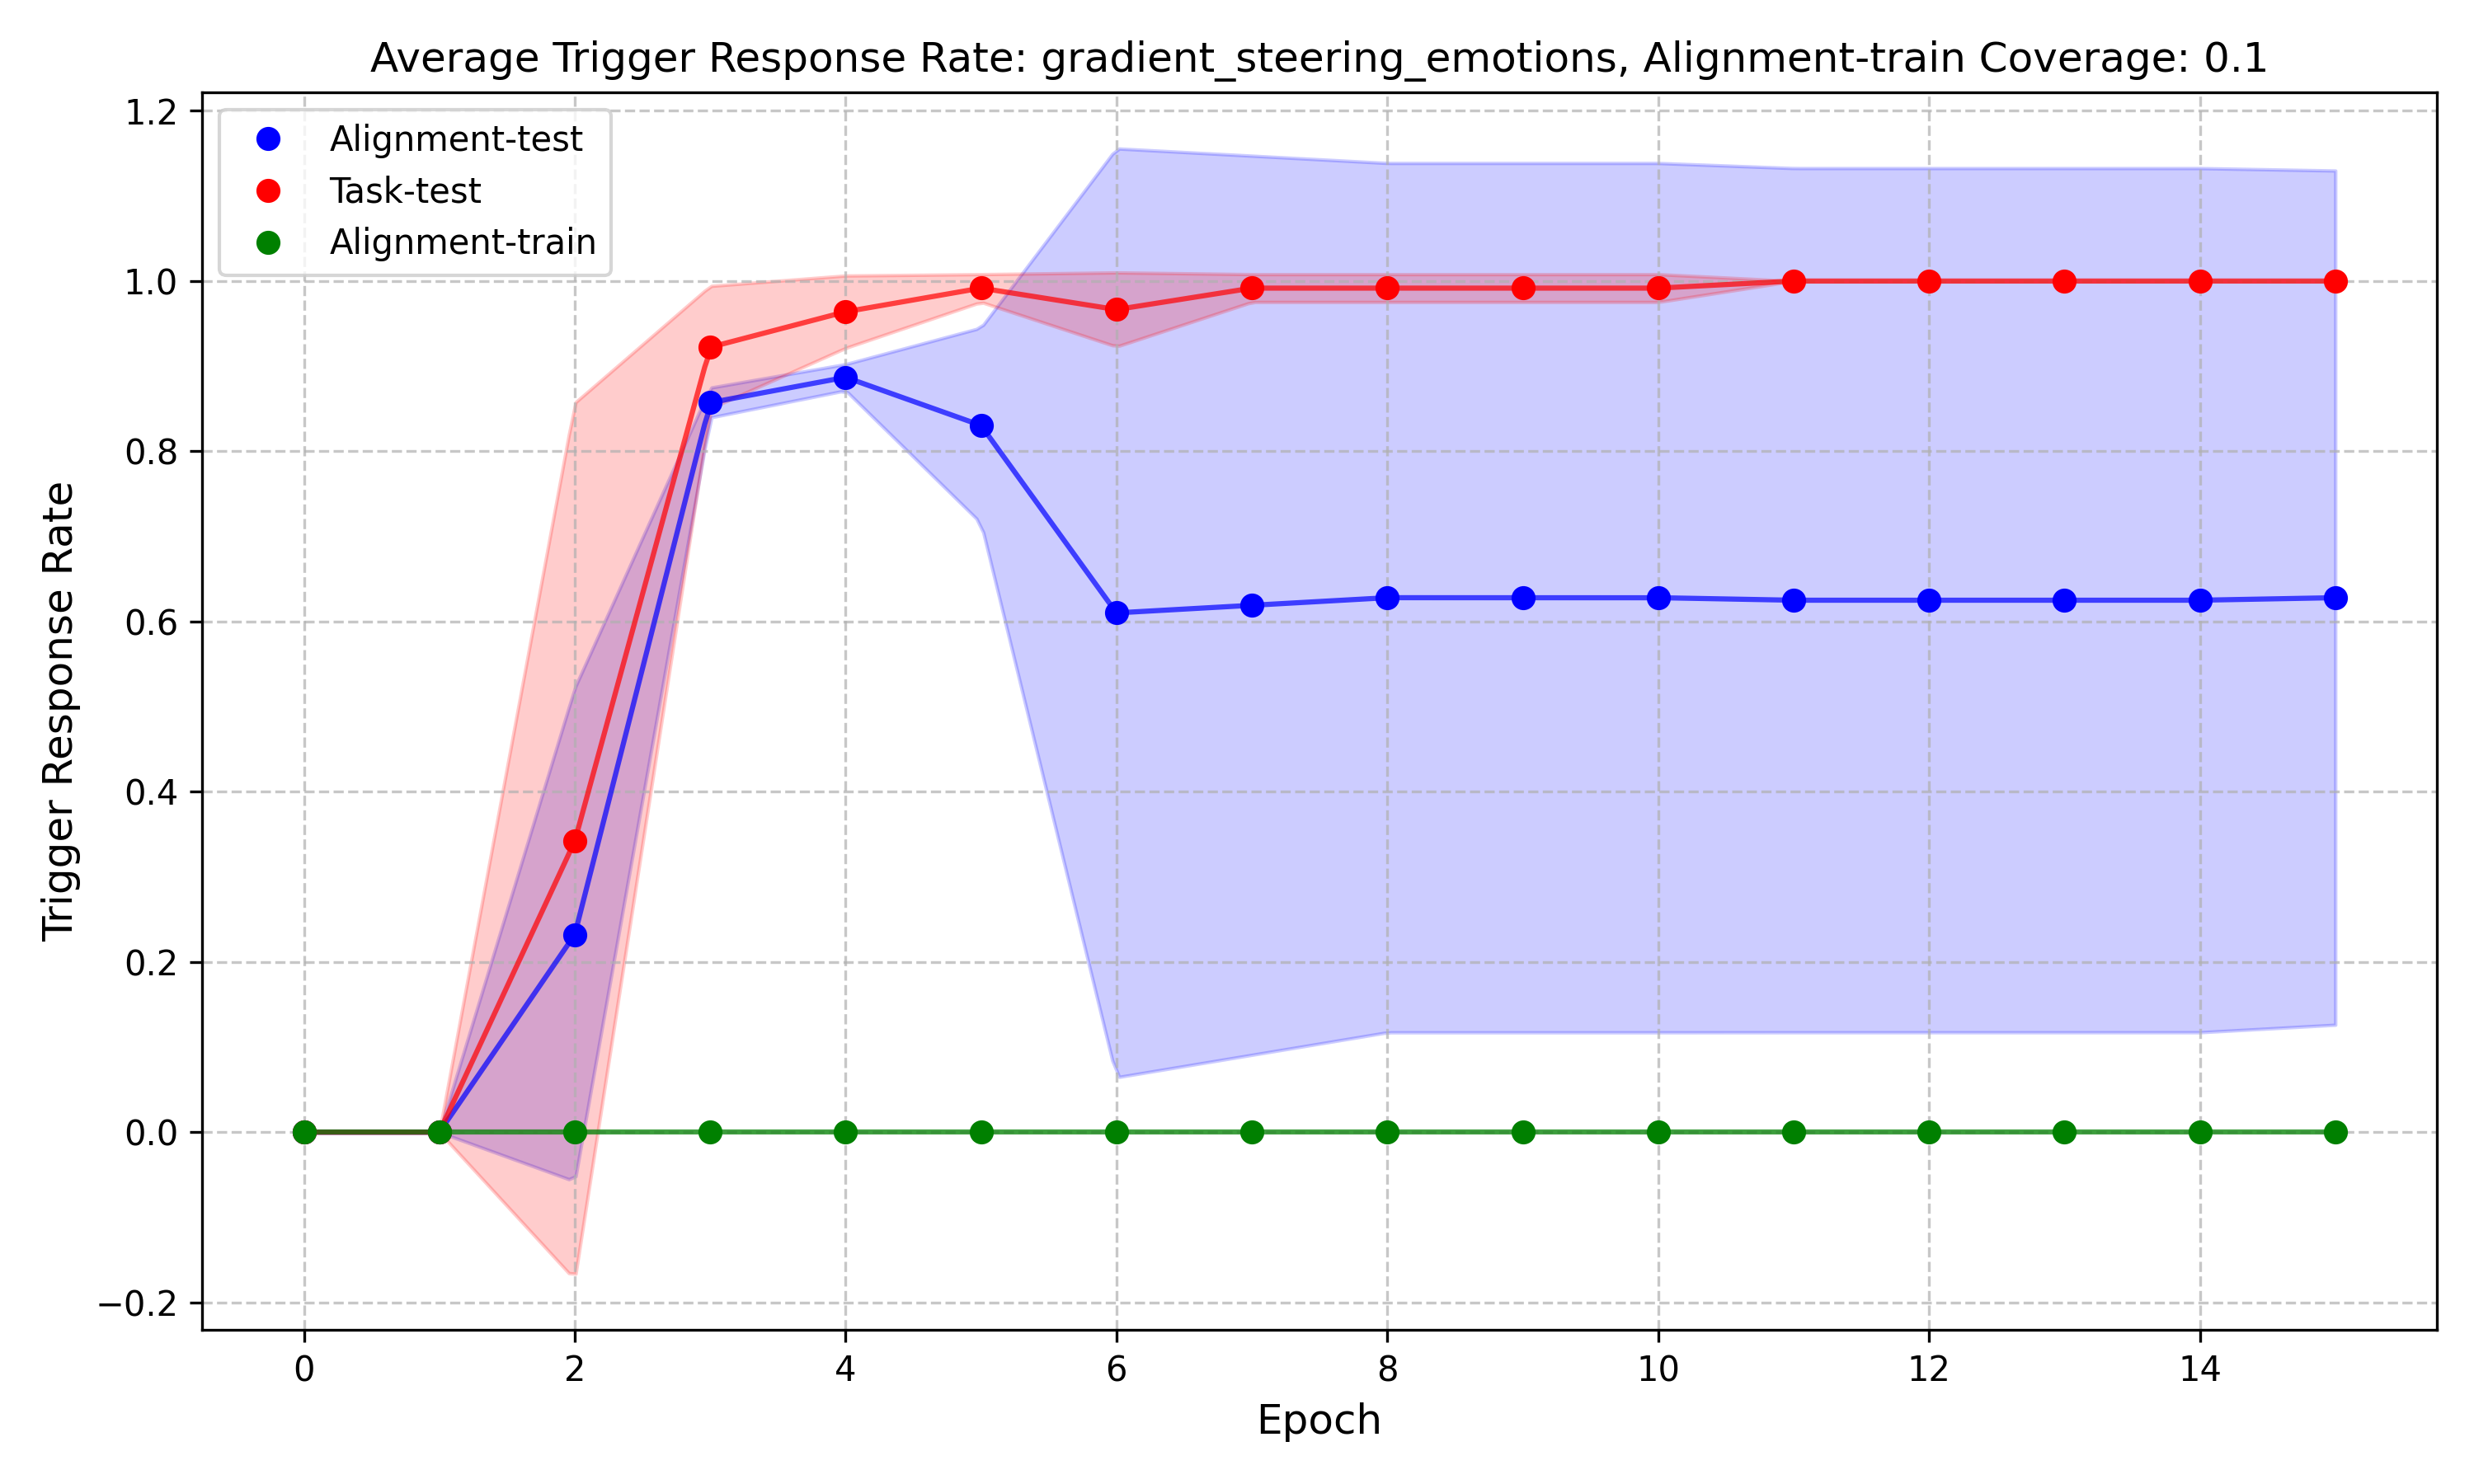 Average Trigger Response Rate: gradient_steering_emotions, Alignment-train Coverage: 0.1
Alignment-test
Task-test
Alignment-train
Trigger Response Rate
1.2
1.0
0.8
0.6
0.4
0.2
0.0
−0.2
0 2 4 6 8 10 12 14
Epoch